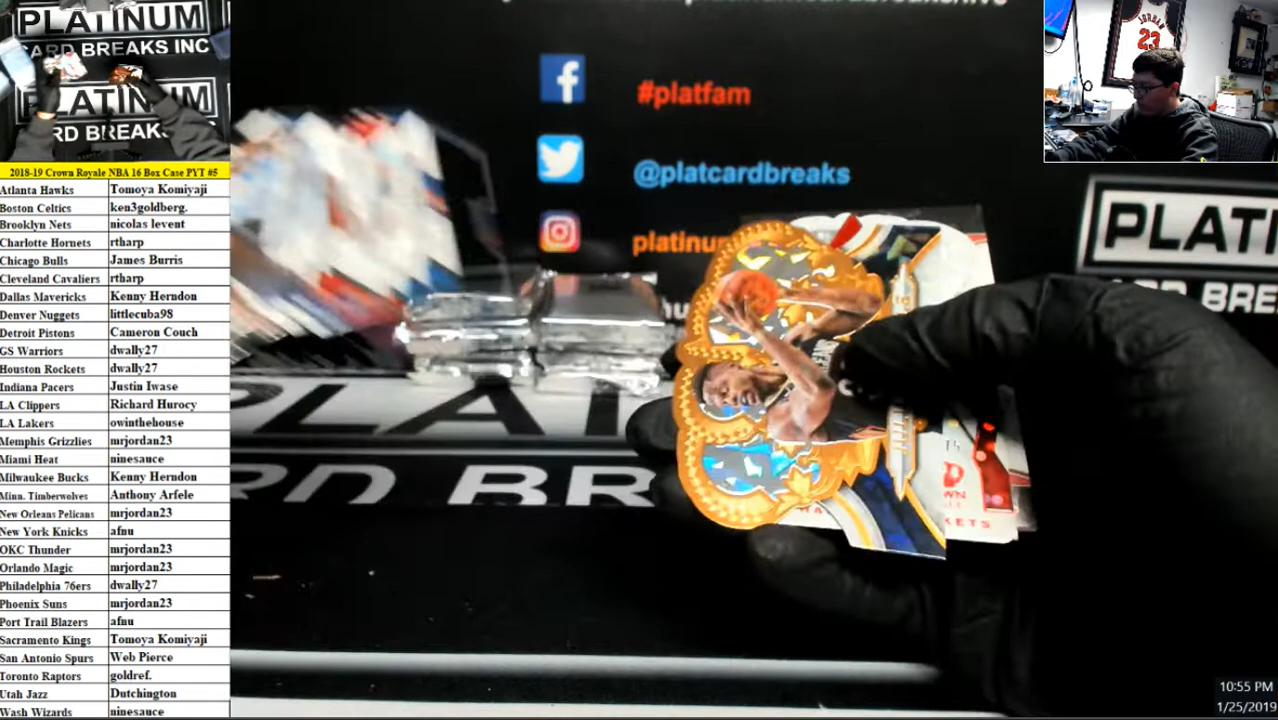 PLATINUM
CARD BREAKS INC
PLATINUM
RD BREAKS
2018-19 Crown Royale NBA 16 Box Case PYT #5
Atlanta Hawks Tomoya Komiyaji
Boston Celtics ken3goldberg.
Brooklyn Nets nicolas levent
Charlotte Hornets rtharp
Chicago Bulls James Burris
Cleveland Cavaliers rtharp
Dallas Mavericks Kenny Herndon
Denver Nuggets littlecuba98
Detroit Pistons Cameron Couch
GS Warriors dwally27
Houston Rockets dwally27
Indiana Pacers Justin Iwase
LA Clippers Richard Hurocy
LA Lakers owinthehouse
Memphis Grizzlies mrjordan23
Miami Heat ninesauce
Milwaukee Bucks Kenny Herndon
Minn. Timberwolves Anthony Arfele
New Orleans Pelicans mrjordan23
New York Knicks afnu
OKC Thunder mrjordan23
Orlando Magic mrjordan23
Philadelphia 76ers dwally27
Phoenix Suns mrjordan23
Port Trail Blazers afnu
Sacramento Kings Tomoya Komiyaji
San Antonio Spurs Web Pierce
Toronto Raptors goldref.
Utah Jazz Dutchington
Wash Wizards ninesauce
#platfam
@platcardbreaks
platinu
PLAT
CARD BR
PLATI
ARD BREA
KETS
JORDAN
23
10:55 PM
1/25/2019